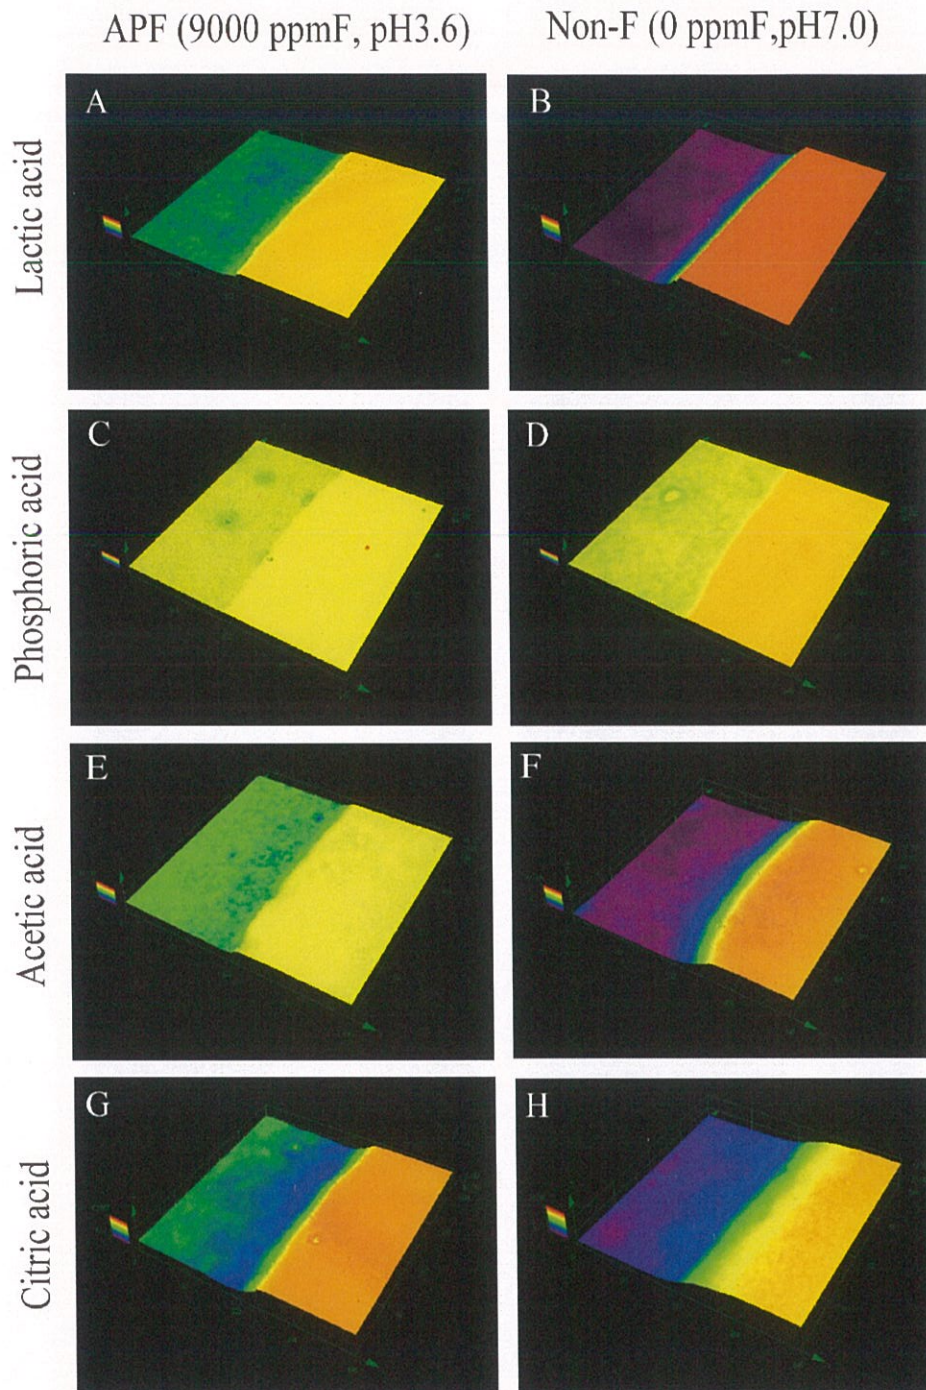 APF (9000 ppmF, pH3.6)
Non-F (0 ppmF,pH7.0)
Lactic acid
A
B
Phosphoric acid
C
D
Acetic acid
E
F
Citric acid
G
H